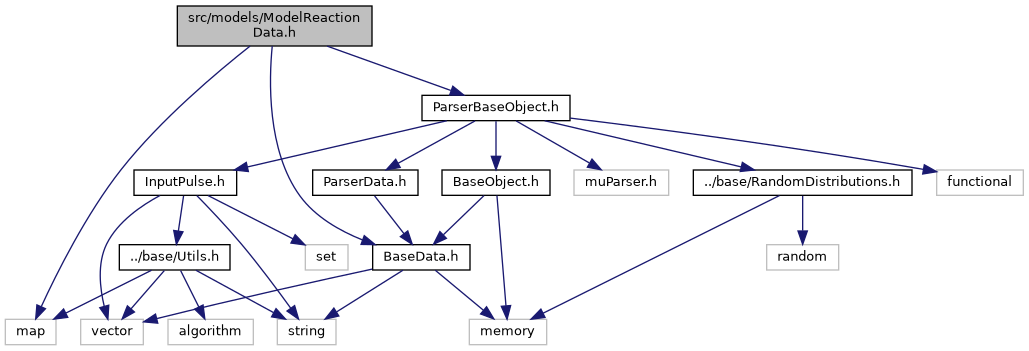 src/models/ModelReaction
Data.h
ParserBaseObject.h
InputPulse.h
ParserData.h
BaseObject.h
muParser.h
../base/RandomDistributions.h
functional
../base/Utils.h
set
BaseData.h
random
map
vector
algorithm
string
memory